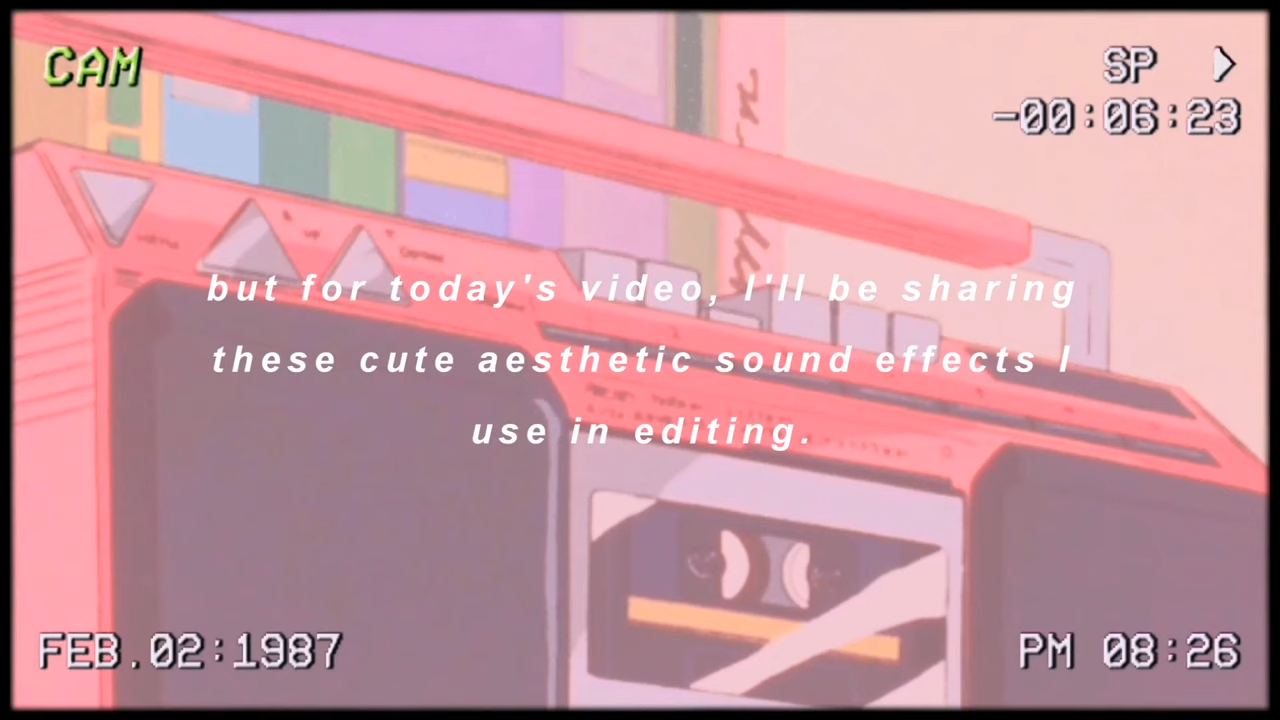 CAM
SP
-00:06:23
but for today's video, I'll be sharing
these cute aesthetic sound effects I
use in editing.
FEB.02:1987
PM 08:26